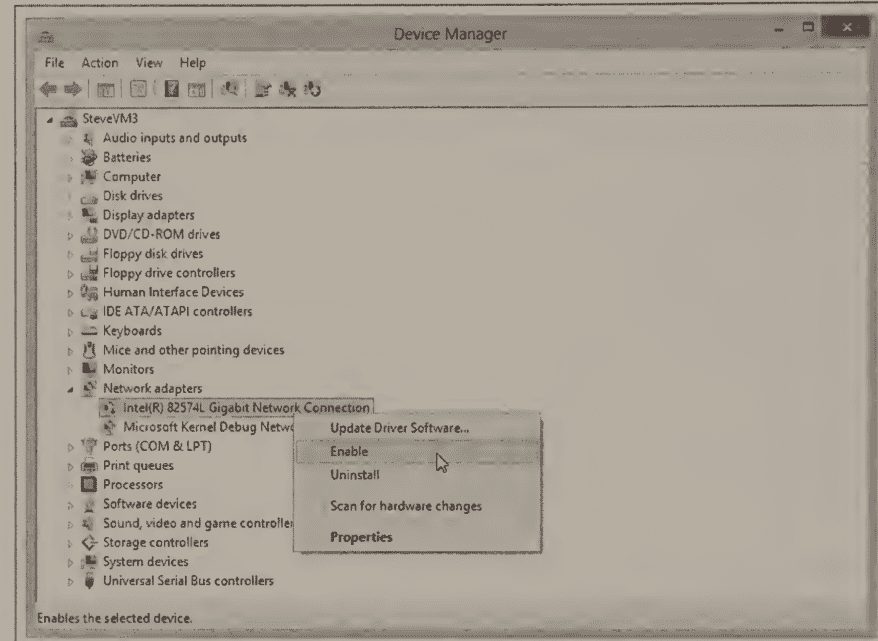 Device Manager
File Action View Help
SteveVM3
Audio inputs and outputs
Batteries
Computer
Disk drives
Display adapters
DVD/CD-ROM drives
Floppy disk drives
Floppy drive controllers
Human Interface Devices
IDE ATA/ATAPI controllers
Keyboards
Mice and other pointing devices
Monitors
Network adapters
Intel(R) 82574L Gigabit Network Connection
Microsoft Kernel Debug Netwo
Update Driver Software...
Ports (COM & LPT)
Enable
Print queues
Uninstall
Processors
Software devices
Scan for hardware changes
Sound, video and game controller
Storage controllers
Properties
System devices
Universal Serial Bus controllers
Enables the selected device.